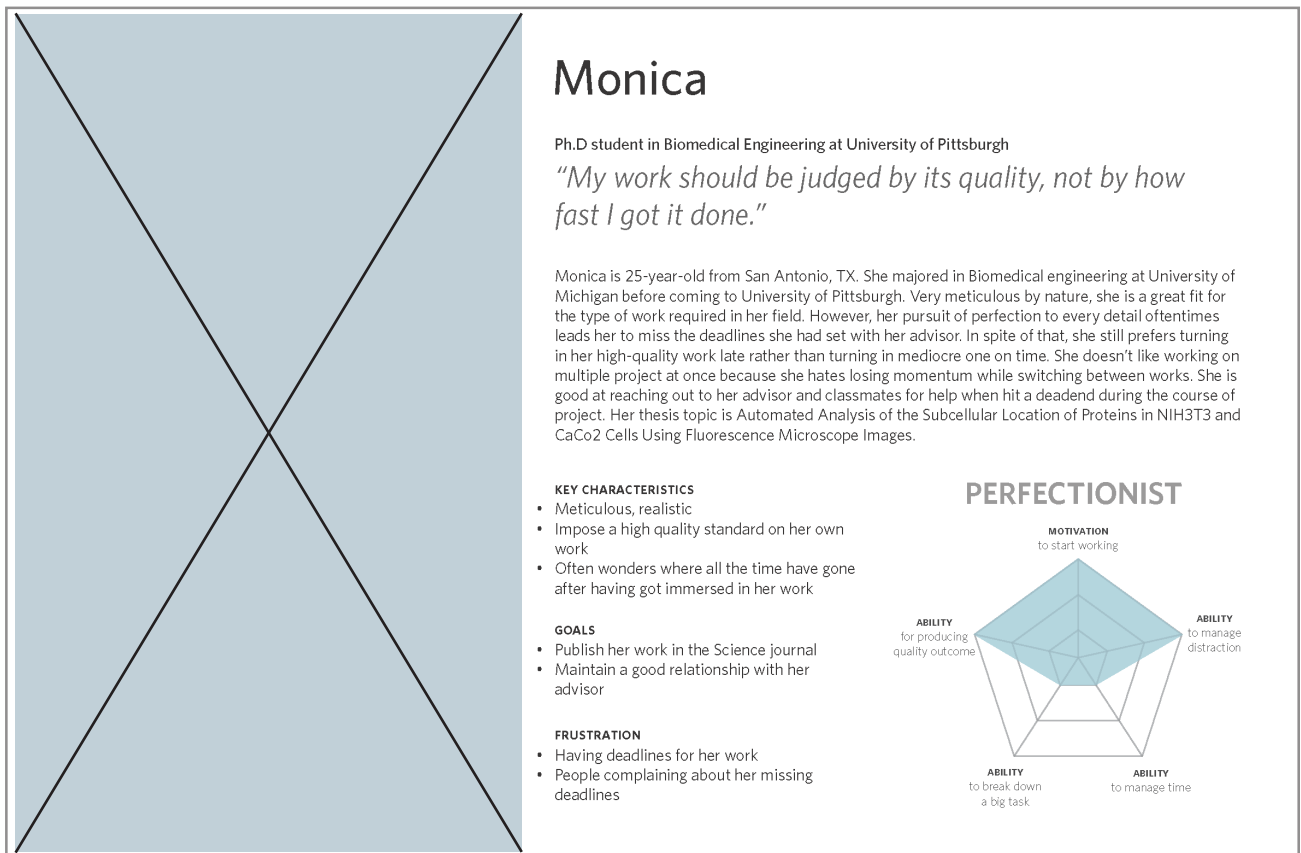 Monica
Ph.D student in Biomedical Engineering at University of Pittsburgh
“My work should be judged by its quality, not by how
fast I got it done.”
Monica is 25-year-old from San Antonio, TX. She majored in Biomedical engineering at University of
Michigan before coming to University of Pittsburgh. Very meticulous by nature, she is a great fit for
the type of work required in her field. However, her pursuit of perfection to every detail oftentimes
leads her to miss the deadlines she had set with her advisor. In spite of that, she still prefers turning
in her high-quality work late rather than turning in mediocre one on time. She doesn’t like working on
multiple project at once because she hates losing momentum while switching between works. She is
good at reaching out to her advisor and classmates for help when hit a deadend during the course of
project. Her thesis topic is Automated Analysis of the Subcellular Location of Proteins in NIH3T3 and
CaCo2 Cells Using Fluorescence Microscope Images.
KEY CHARACTERISTICS
• Meticulous, realistic
• Impose a high quality standard on her own
work
• Often wonders where all the time have gone
after having got immersed in her work
GOALS
• Publish her work in the Science journal
• Maintain a good relationship with her
advisor
FRUSTRATION
• Having deadlines for her work
• People complaining about her missing
deadlines
PERFECTIONIST
MOTIVATION
to start working
ABILITY
for producing
quality outcome
ABILITY
to manage
distraction
ABILITY
to break down
a big task
ABILITY
to manage time